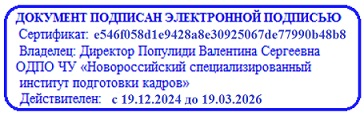 ДОКУМЕНТ ПОДПИСАН ЭЛЕКТРОННОЙ ПОДПИСЬЮ
Сертификат: e546f058d1e9428a8e30925067de77990b48b8
Владелец: Директор Популиди Валентина Сергеевна
ОДПО ЧУ «Новороссийский специализированный
институт подготовки кадров»
Действителен: с 19.12.2024 до 19.03.2026